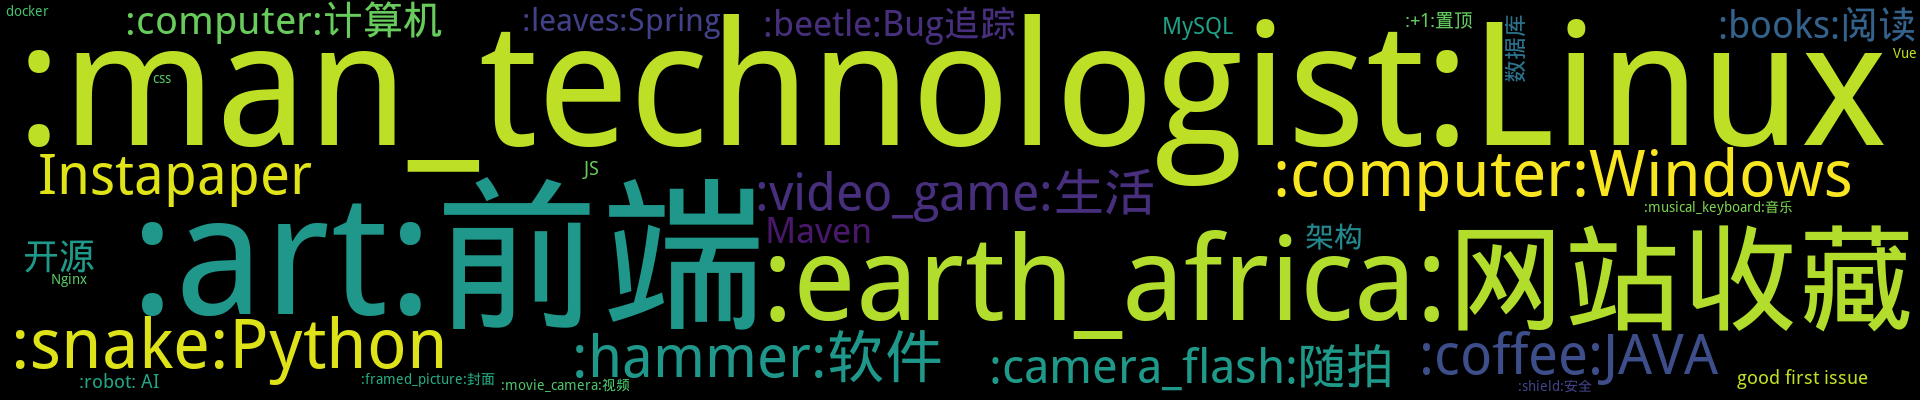 docker
:computer:计算机
:leaves:Spring
:beetle:Bug追踪
MySQL
:+1:置顶
数据库
:books:阅读
Vue
:man_technologist:Linux
css
Instapaper
JS
:video_game:生活
:computer:Windows
:musical_keyboard:音乐
:art:前端
Maven
架构
开源
Nginx
:earth_africa:网站收藏
:snake:Python
:hammer:软件
:camera_flash:随拍
:coffee:JAVA
:robot: AI
:framed_picture:封面
:movie_camera:视频
:shield:安全
good first issue